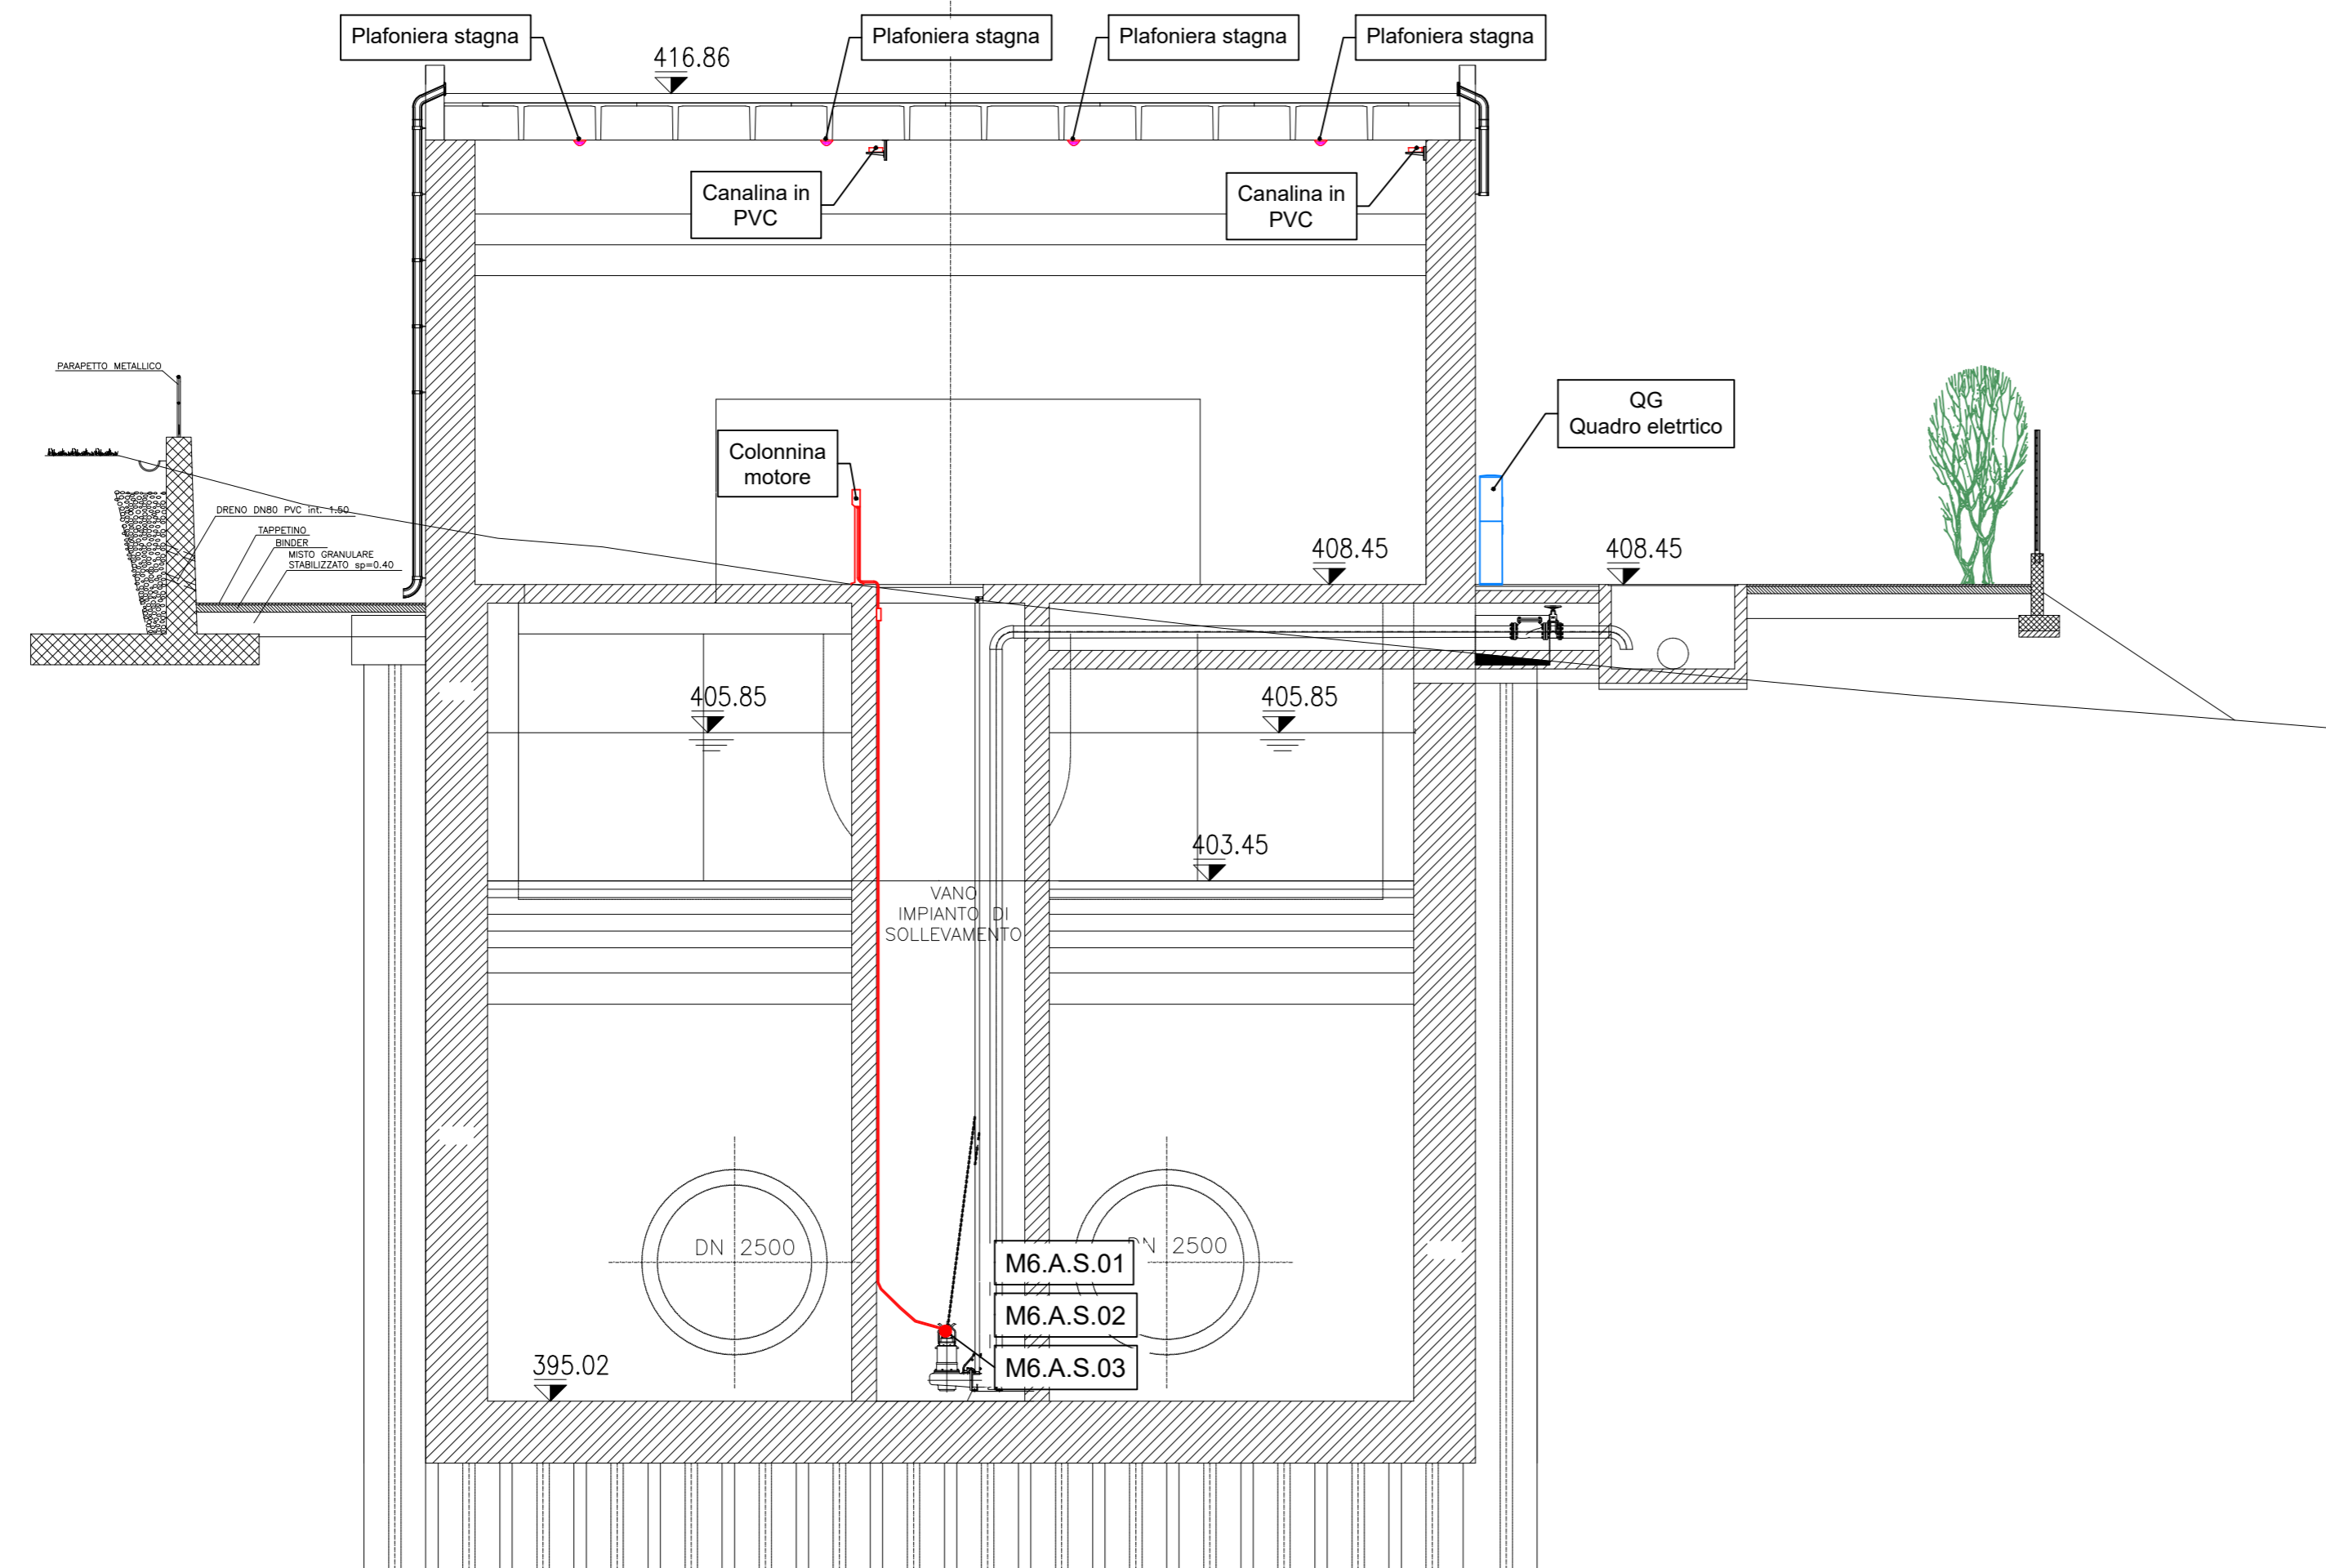 Plafoniera stagna
Plafoniera stagna
Plafoniera stagna
Plafoniera stagna
416.86
Canalina in
PVC
Canalina in
PVC
PARAPETTO METALLICO
QG
Quadro eletrtico
Colonnina
motore
DRENO DN80 PVC int. 1.50
TAPPETINO
BINDER
MISTO GRANULARE
STABILIZZATO sp=0.40
408.45
408.45
405.85
405.85
403.45
VANO
IMPIANTO DI
SOLLEVAMENTO
DN 2500
DN 2500
M6.A.S.01
M6.A.S.02
M6.A.S.03
395.02